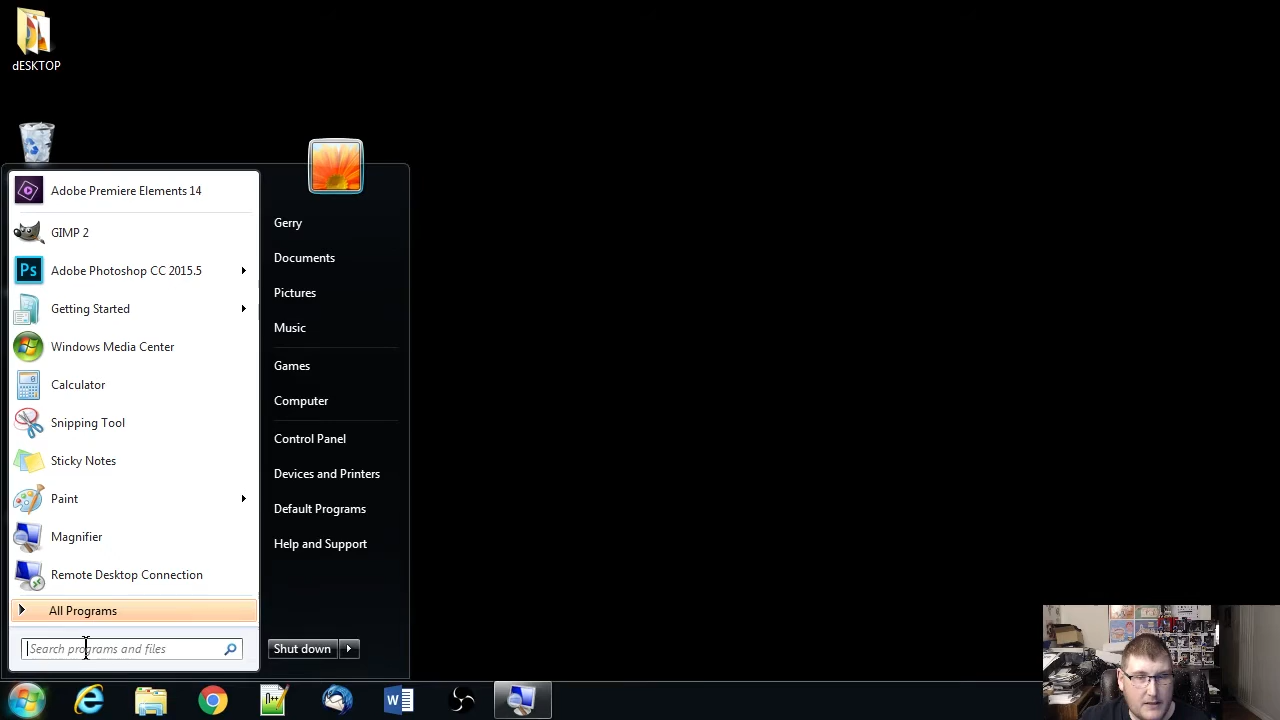 dESKTOP
Adobe Premiere Elements 14
GIMP 2
Ps
Adobe Photoshop CC 2015.5
Getting Started
Windows Media Center
Calculator
Snipping Tool
Sticky Notes
Paint
Magnifier
Remote Desktop Connection
All Programs
Search programs and files
Gerry
Documents
Pictures
Music
Games
Computer
Control Panel
Devices and Printers
Default Programs
Help and Support
Shut down